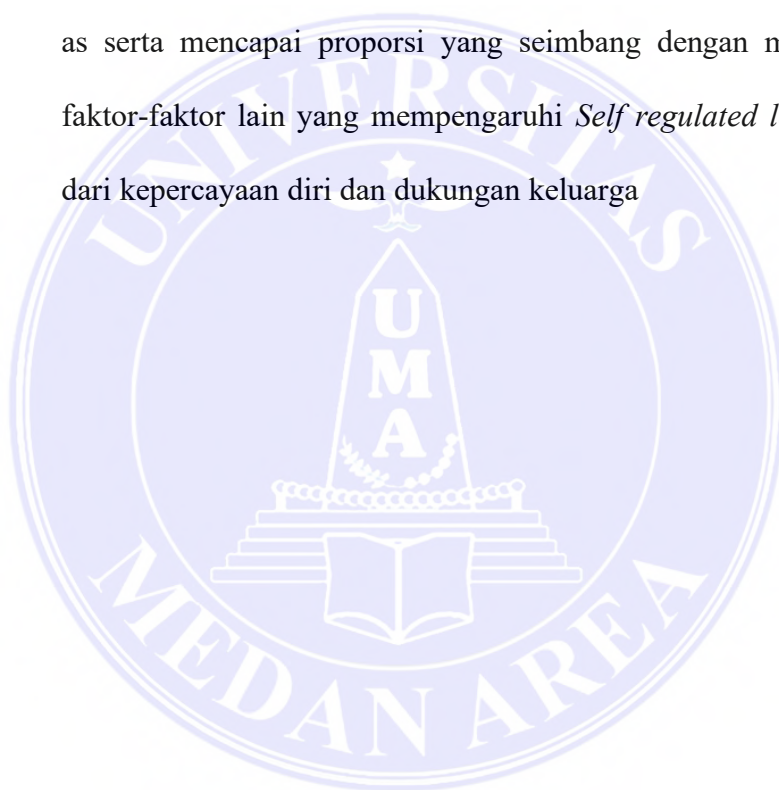 as serta mencapai proporsi yang seimbang dengan
faktor-faktor lain yang mempengaruhi Self regulated
dari kepercayaan diri dan dukungan keluarga
UNIVERSITAS
U
M
A
MEDAN AREA